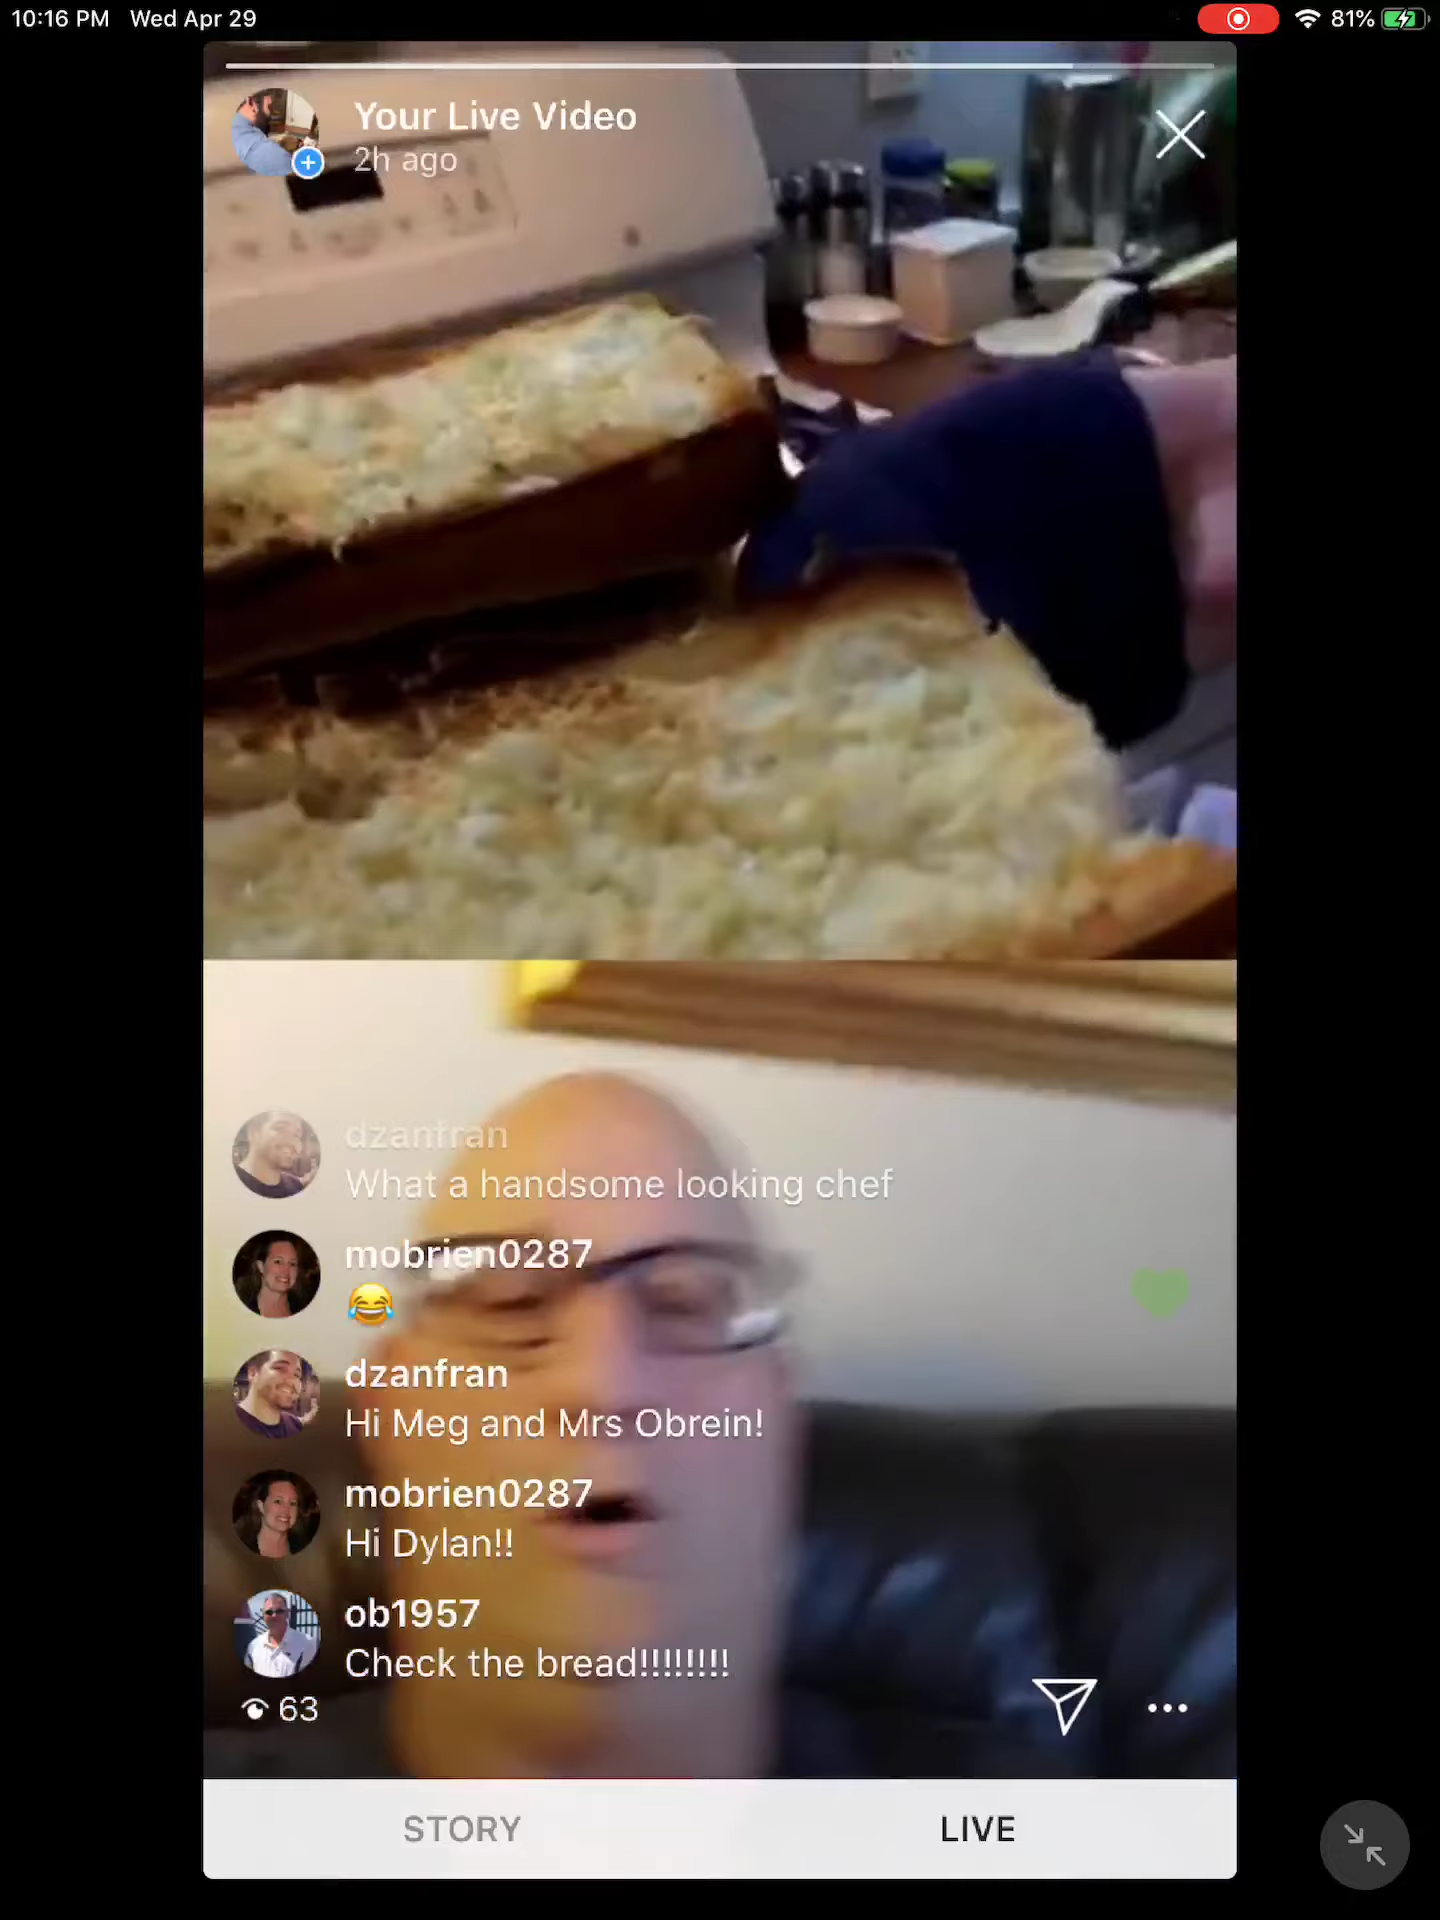 10:16 PM Wed Apr 29
81%
Your Live Video
2h ago
dzanfran
What a handsome looking chef
mobrien0287
😂
dzanfran
Hi Meg and Mrs Obrein!
mobrien0287
Hi Dylan!!
ob1957
Check the bread!!!!!!!!
63
STORY LIVE